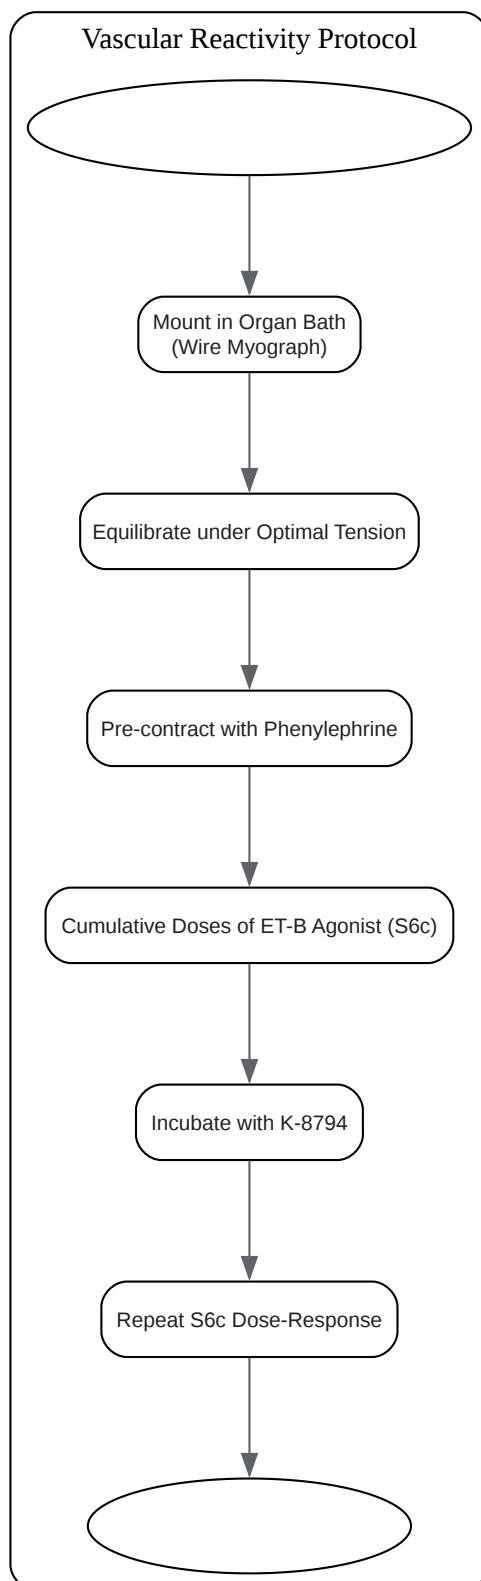 Vascular Reactivity Protocol
Mount in Organ Bath
(Wire Myograph)
Equilibrate under Optimal Tension
Pre-contract with Phenylephrine
Cumulative Doses of ET-B Agonist (S6c)
Incubate with K-8794
Repeat S6c Dose-Response